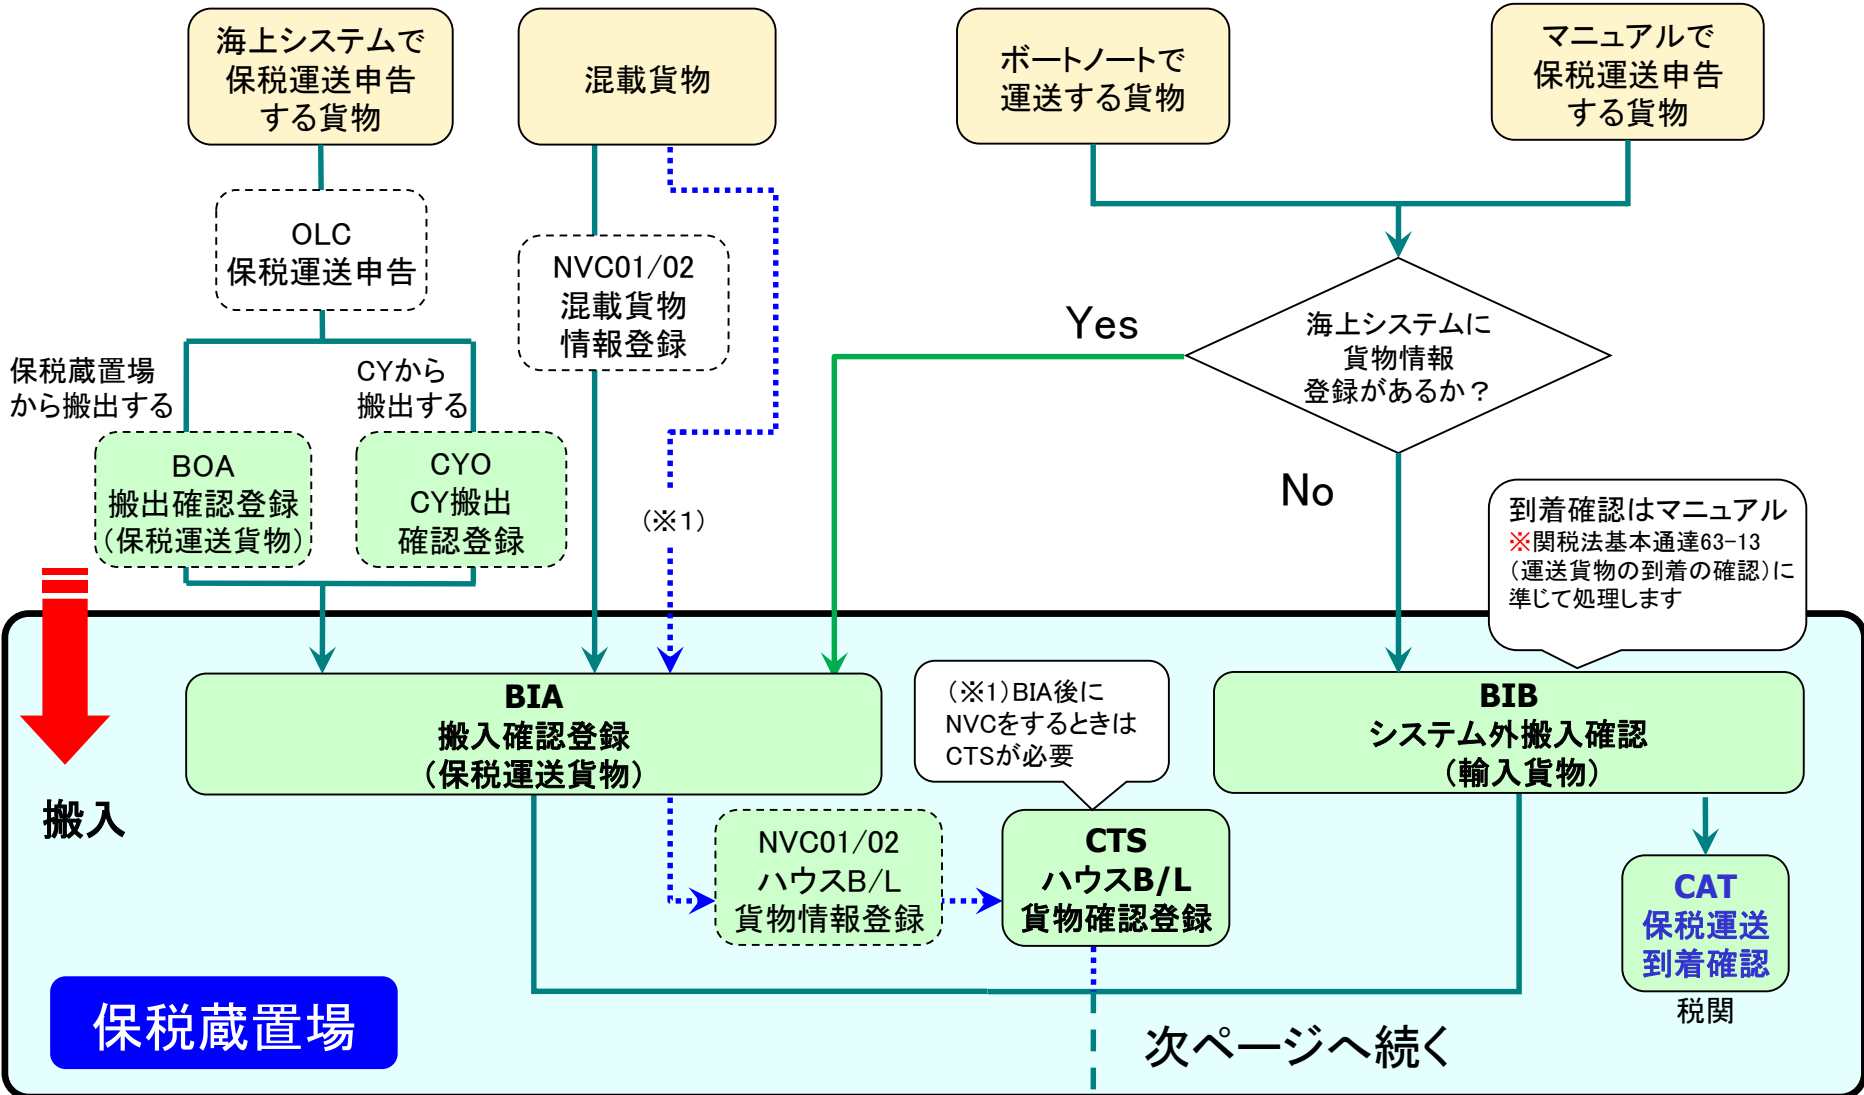 海上システムで
保税運送申告
する貨物
混載貨物
ボートノートで
運送する貨物
マニュアルで
保税運送申告
する貨物
OLC
保税運送申告
NVC01/02
混載貨物
情報登録
Yes
海上システムに
貨物情報
登録があるか？
保税蔵置場
から搬出する
CYから
搬出する
BOA
搬出確認登録
（保税運送貨物）
CYO
CY搬出
確認登録
（※1）
No
到着確認はマニュアル
※関税法基本通達63-13
（運送貨物の到着の確認）に
準じて処理します
BIA
搬入確認登録
（保税運送貨物）
（※1）BIA後に
NVCをするときは
CTSが必要
BIB
システム外搬入確認
（輸入貨物）
搬入
NVC01/02
ハウスB/L
貨物情報登録
CTS
ハウスB/L
貨物確認登録
CAT
保税運送
到着確認
税関
保税蔵置場
次ページへ続く